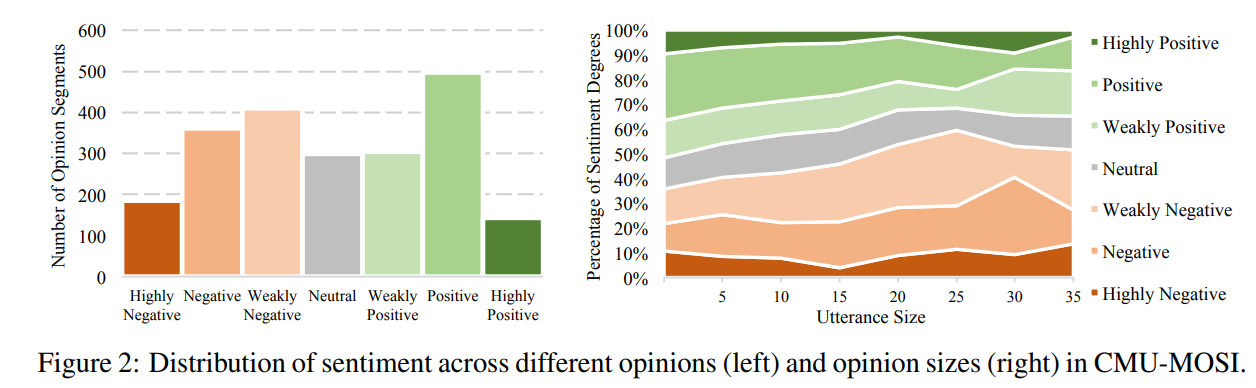 Number of Opinion Segments
600
500
400
300
200
100
0
Highly Negative
Negative
Weakly Negative
Neutral
Weakly Positive
Positive
Highly Positive
Percentage of Sentiment Degrees
100%
90%
80%
70%
60%
50%
40%
30%
20%
10%
0%
5 10 15 20 25 30 35
Utterance Size
Highly Positive
Positive
Weakly Positive
Neutral
Weakly Negative
Negative
Highly Negative
Figure 2: Distribution of sentiment across different opinions (left) and opinion sizes (right) in CMU-MOSI.